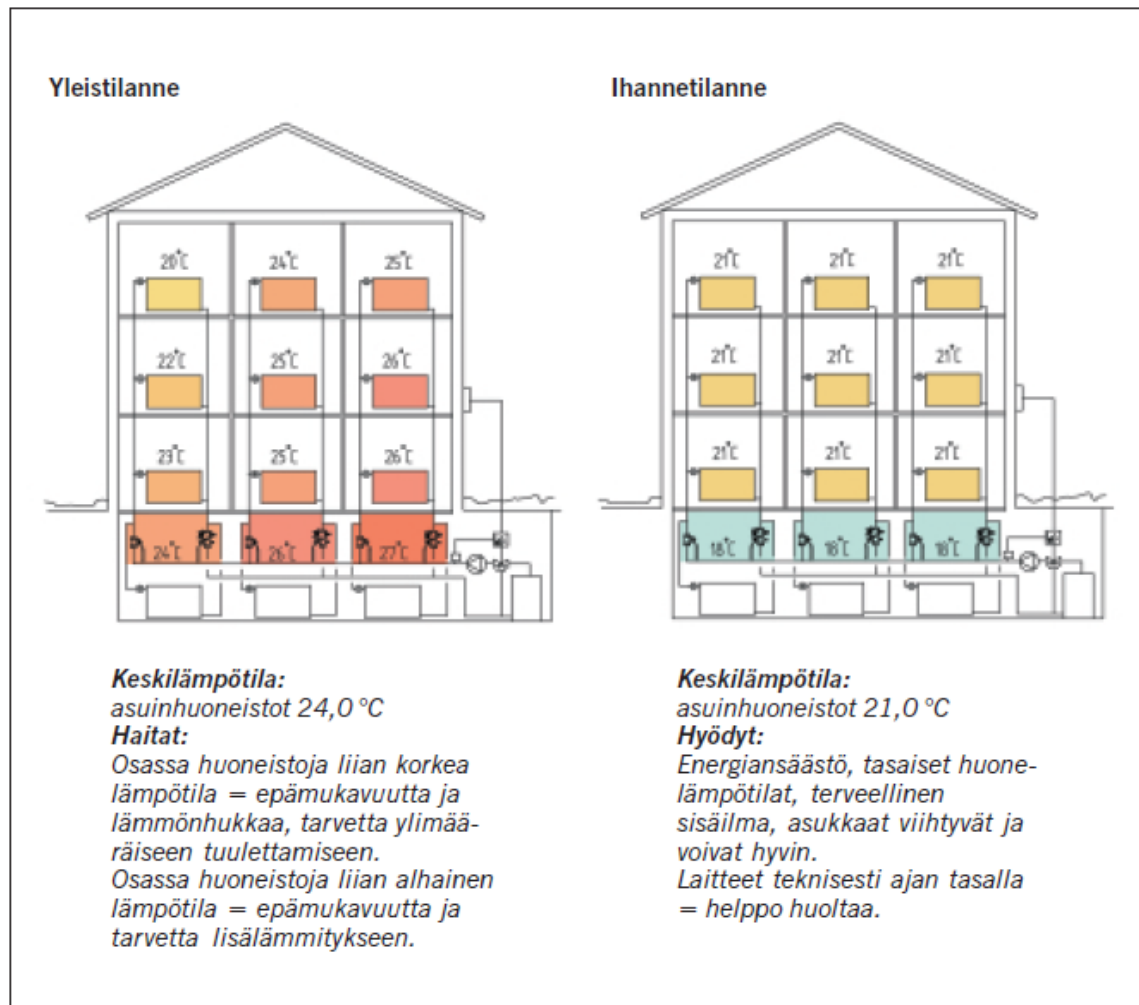 Yleistilanne
Ihannetilanne
20°C 24°C 25°C
22°C 25°C 26°C
23°C 25°C 26°C
24°C 26°C 27°C
21°C 21°C 21°C
21°C 21°C 21°C
21°C 21°C 21°C
18°C 18°C 18°C
Keskilämpötila:
asuinhuoneistot 24,0 °C
Haitat:
Osassa huoneistoja liian korkea
lämpötila = epämukavuutta ja
lämmönhukkaa, tarvetta ylimää-
räiseen tuulettamiseen.
Osassa huoneistoja liian alhainen
lämpötila = epämukavuutta ja
tarvetta lisälämmitykseen.
Keskilämpötila:
asuinhuoneistot 21,0 °C
Hyödyt:
Energiansäästö, tasaiset huone-
lämpötilat, terveellinen
sisäilma, asukkaat viihtyvät ja
voivat hyvin.
Laitteet teknisesti ajan tasalla
= helppo huoltaa.